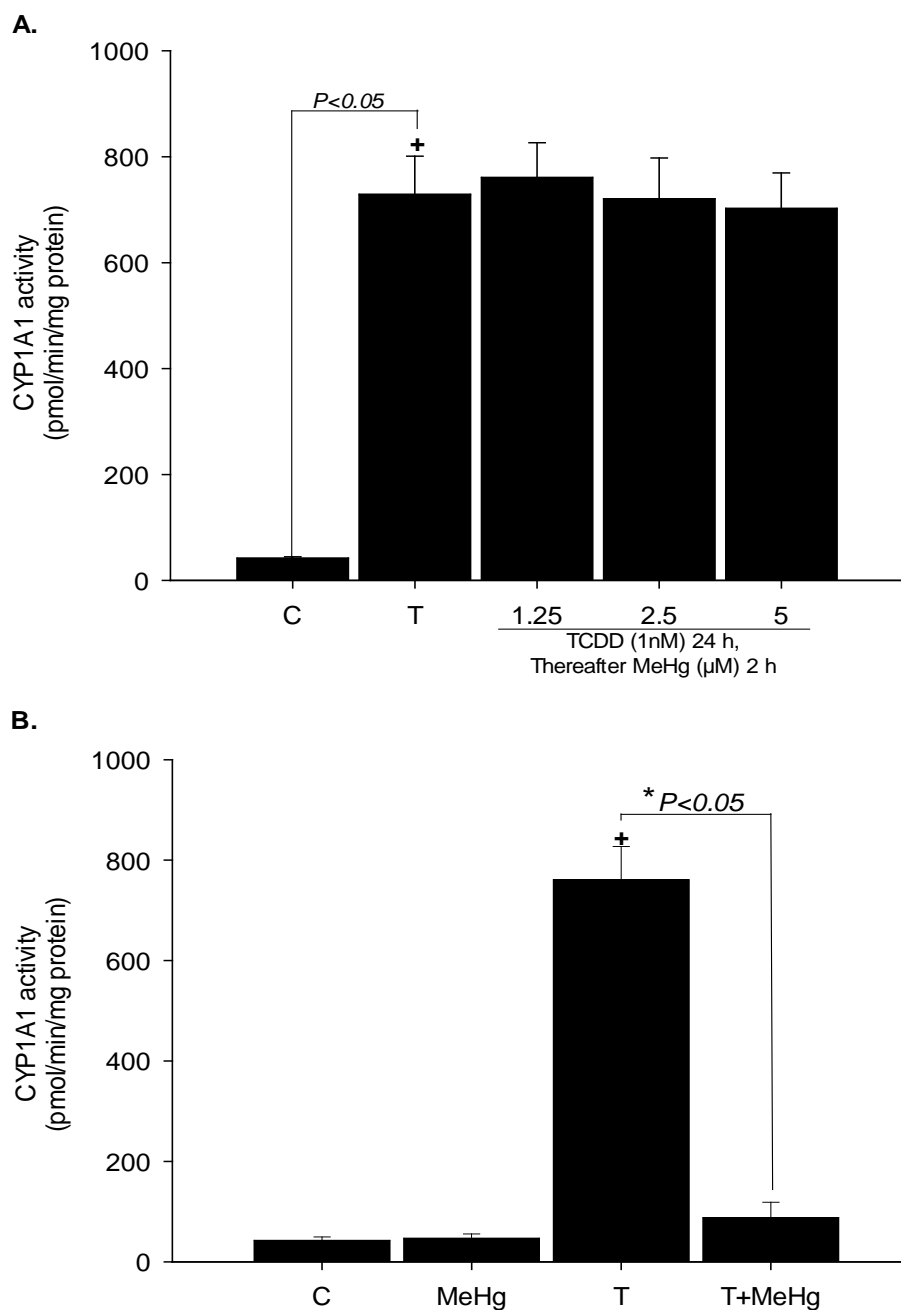 A.
1000
800
600
400
200
0
CYP1A1 activity
(pmol/min/mg protein)
P<0.05
+
C T 1.25 2.5 5
TCDD (1nM) 24 h,
Thereafter MeHg (µM) 2 h
B.
1000
800
600
400
200
0
CYP1A1 activity
(pmol/min/mg protein)
* P<0.05
+
C MeHg T T+MeHg